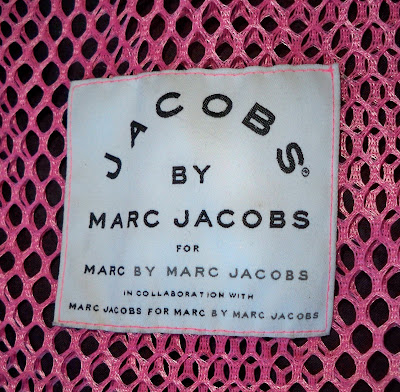 JACOBS®
BY
MARC JACOBS
FOR
MARC BY MARC JACOBS
IN COLLABORATION WITH
MARC JACOBS FOR MARC BY MARC JACOBS